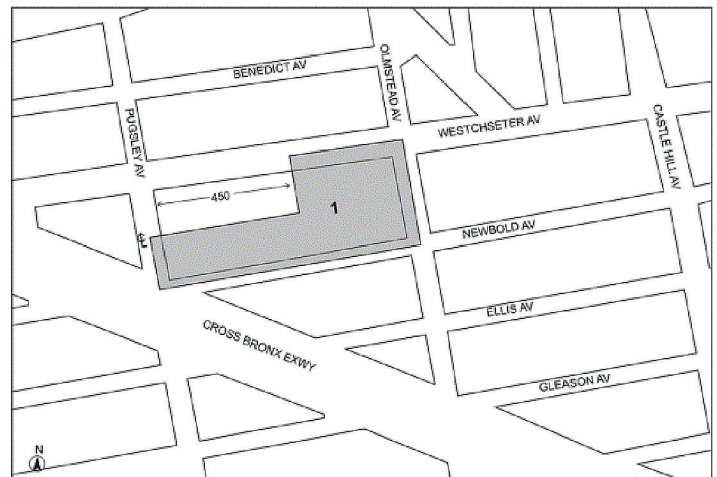 BENEDICT AV
OLMSTEAD AV
WESTCHSETER AV
PUGSLEY AV
CASTLE HILL AV
450
1
NEWBOLD AV
ELLIS AV
CROSS BRONX EXWY
GLEASON AV
N